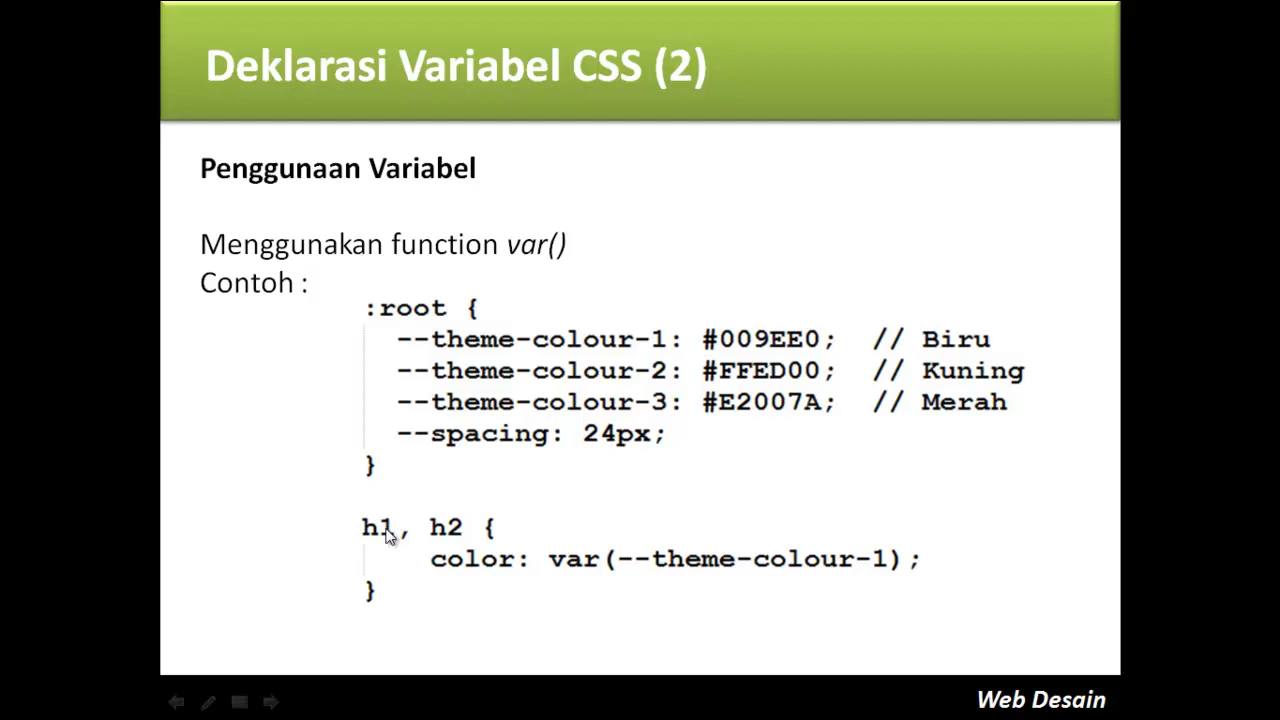 Deklarasi Variabel CSS (2)
Penggunaan Variabel
Menggunakan function var()
Contoh :
:root {
--theme-colour-1: #009EE0; // Biru
--theme-colour-2: #FFED00; // Kuning
--theme-colour-3: #E2007A; // Merah
--spacing: 24px;
}
h1, h2 {
color: var(--theme-colour-1);
}
Web Desain